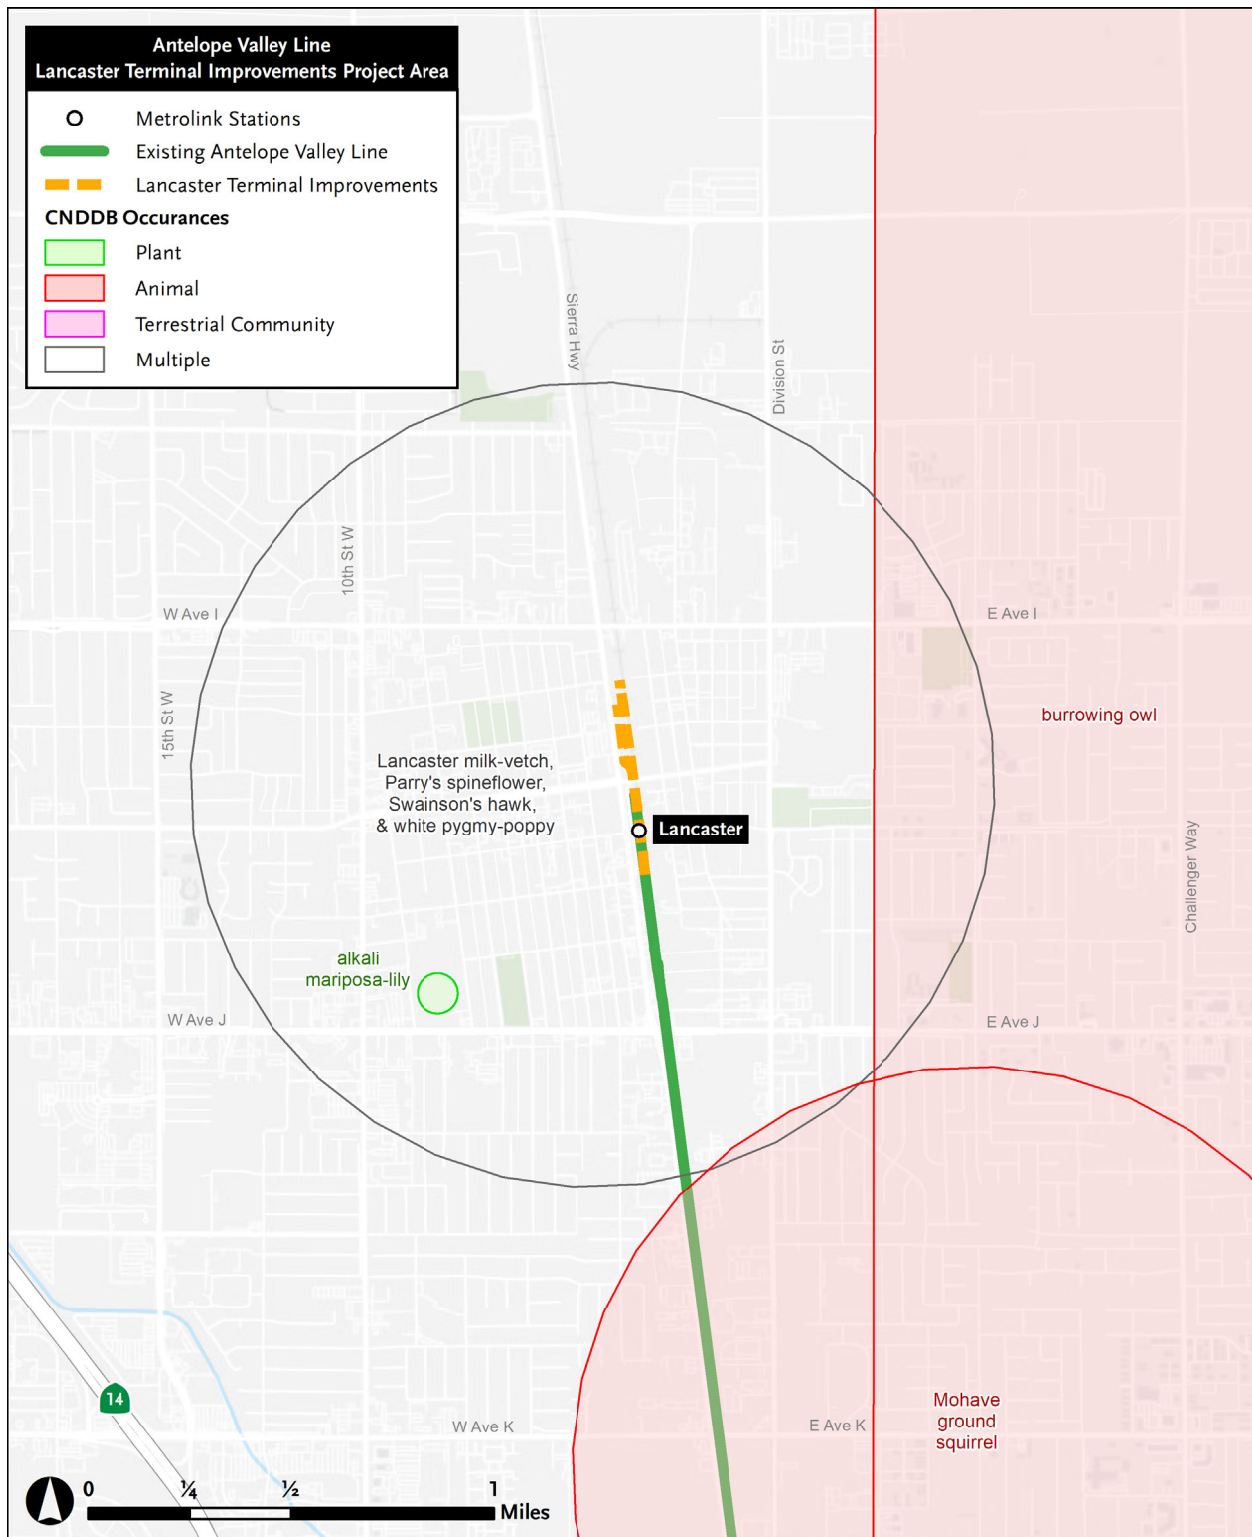 Antelope Valley Line
Lancaster Terminal Improvements Project Area
Metrolink Stations
Existing Antelope Valley Line
Lancaster Terminal Improvements
CNDDB Occurances
Plant
Animal
Terrestrial Community
Multiple
Sierra Hwy
Division St
10th St W
W Ave I
E Ave I
15th St W
burrowing owl
Lancaster milk-vetch,
Parry's spineflower,
Swainson's hawk,
& white pygmy-poppy
Lancaster
Challenger Way
alkali
mariposa-lily
W Ave J
E Ave J
14
W Ave K
E Ave K
Mohave
ground
squirrel
0 ¼ ½ 1
Miles